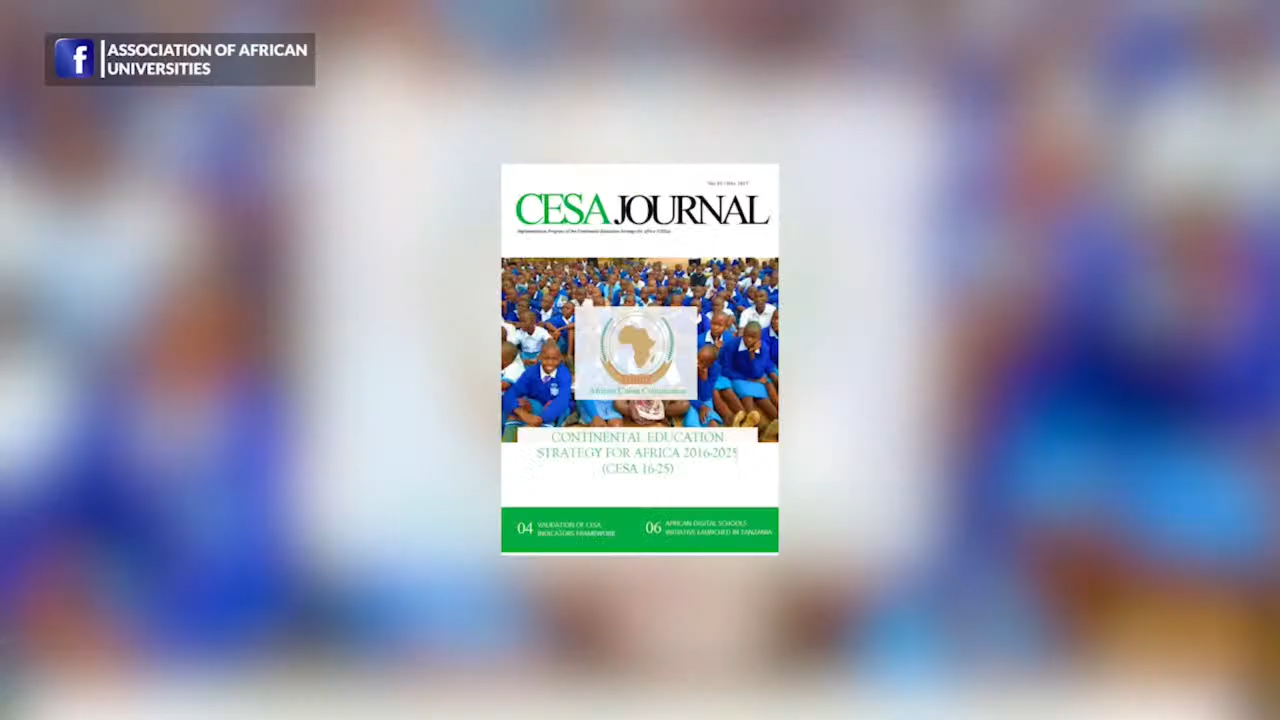 f
ASSOCIATION OF AFRICAN
UNIVERSITIES
CESA JOURNAL
African Union Commission
CONTINENTAL EDUCATION
STRATEGY FOR AFRICA 2016-2025
(CESA 16-25)
04 VALIDATION OF CESA
INDICATORS FRAMEWORK
06 AFRICAN DIGITAL SCHOOLS
INITIATIVE LAUNCHED IN TANZANIA